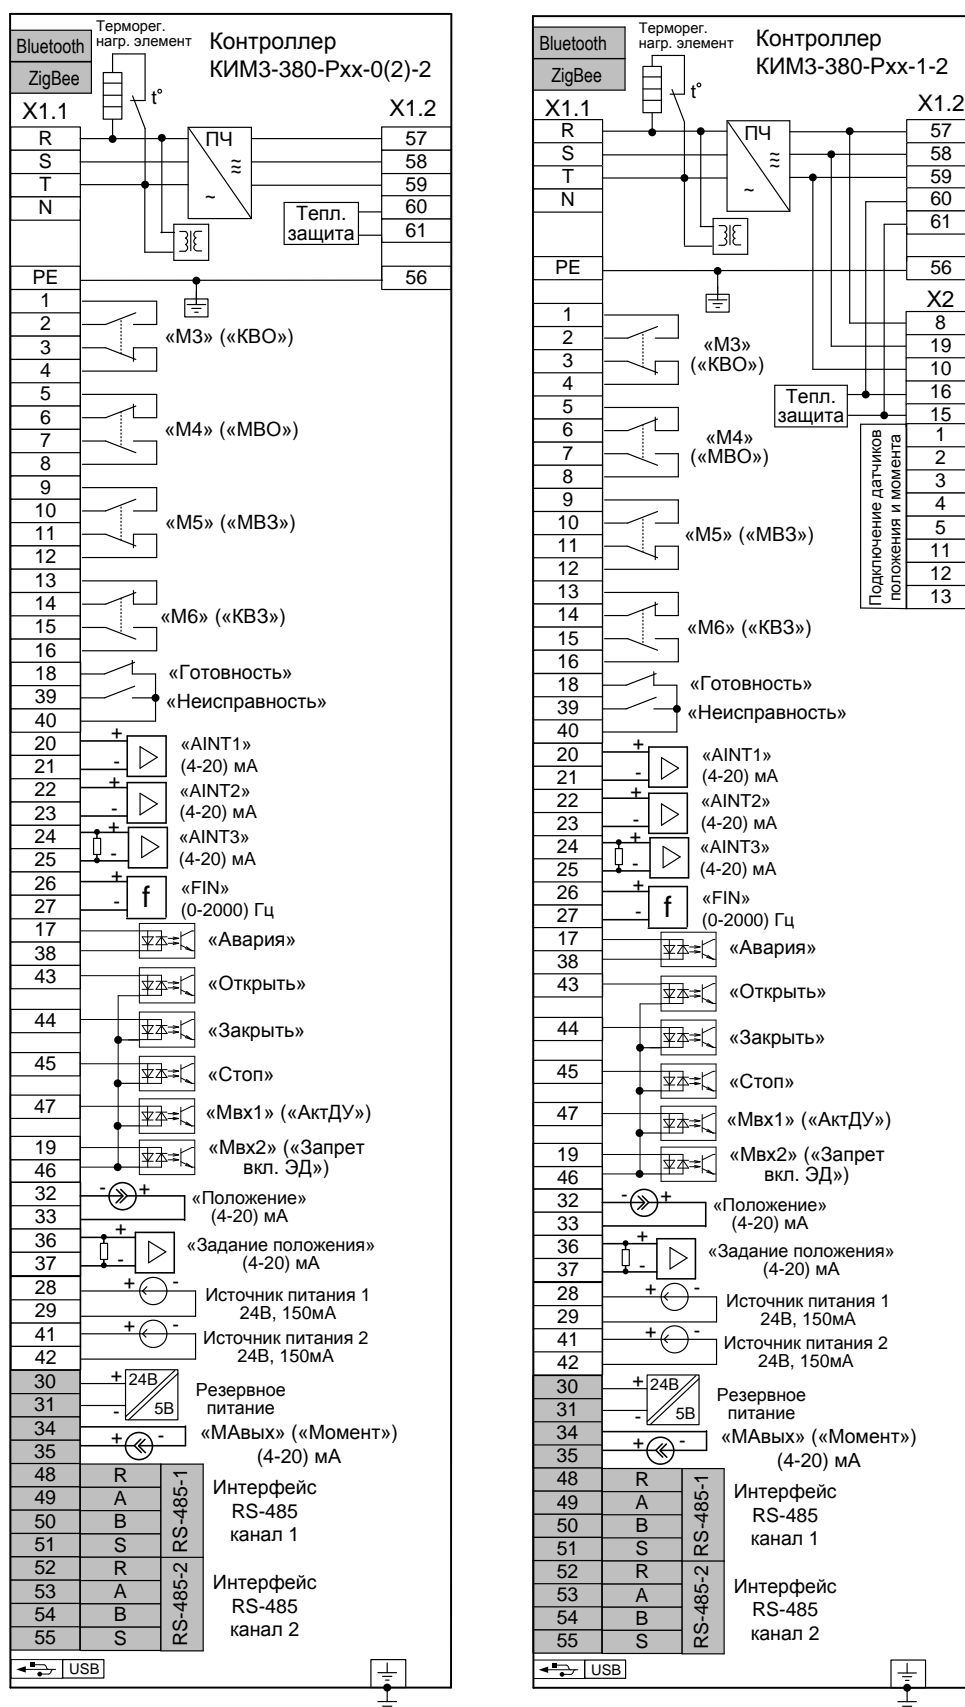 Bluetooth
ZigBee
Терморег.
нагр. элемент
Контроллер
КИМ3-380-Рхх-0(2)-2
t°
X1.1
X1.2
R
S
T
N
ПЧ
≈
~
57
58
59
60
61
Тепл.
защита
PE
56
1
2
3
4
«М3» («КВО»)
5
6
7
8
«М4» («МВО»)
9
10
11
12
«М5» («МВЗ»)
13
14
15
16
«М6» («КВЗ»)
18
39
40
«Готовность»
«Неисправность»
20
21
+
-
«AINT1»
(4-20) мА
22
23
+
-
«AINT2»
(4-20) мА
24
25
+
-
«AINT3»
(4-20) мА
26
27
+
-
f
«FIN»
(0-2000) Гц
17
38
«Авария»
43
«Открыть»
44
«Закрыть»
45
«Стоп»
47
«Мвх1» («АктДУ»)
19
46
«Мвх2» («Запрет
вкл. ЭД»)
32
33
- +
«Положение»
(4-20) мА
36
37
+
-
«Задание положения»
(4-20) мА
28
29
+ -
Источник питания 1
24В, 150мА
41
42
+ -
Источник питания 2
24В, 150мА
30
31
+
-
24В
5В
Резервное
питание
34
35
+ -
«МАвых» («Момент»)
(4-20) мА
48 R
49 A
50 B
51 S
RS-485-1
Интерфейс
RS-485
канал 1
52 R
53 A
54 B
55 S
RS-485-2
Интерфейс
RS-485
канал 2
USB
Bluetooth
ZigBee
Терморег.
нагр. элемент
Контроллер
КИМ3-380-Рхх-1-2
t°
X1.1
X1.2
R
S
T
N
ПЧ
≈
~
57
58
59
60
61
PE
56
X2
8
19
10
16
15
Тепл.
защита
1
2
3
4
5
11
12
13
Подключение датчиков
положения и момента
1
2
3
4
«М3»
(«КВО»)
5
6
7
8
«М4»
(«МВО»)
9
10
11
12
«М5» («МВЗ»)
13
14
15
16
«М6» («КВЗ»)
18
39
40
«Готовность»
«Неисправность»
20
21
+
-
«AINT1»
(4-20) мА
22
23
+
-
«AINT2»
(4-20) мА
24
25
+
-
«AINT3»
(4-20) мА
26
27
+
-
f
«FIN»
(0-2000) Гц
17
38
«Авария»
43
«Открыть»
44
«Закрыть»
45
«Стоп»
47
«Мвх1» («АктДУ»)
19
46
«Мвх2» («Запрет
вкл. ЭД»)
32
33
- +
«Положение»
(4-20) мА
36
37
+
-
«Задание положения»
(4-20) мА
28
29
+ -
Источник питания 1
24В, 150мА
41
42
+ -
Источник питания 2
24В, 150мА
30
31
+
-
24В
5В
Резервное
питание
34
35
+ -
«МАвых» («Момент»)
(4-20) мА
48 R
49 A
50 B
51 S
RS-485-1
Интерфейс
RS-485
канал 1
52 R
53 A
54 B
55 S
RS-485-2
Интерфейс
RS-485
канал 2
USB